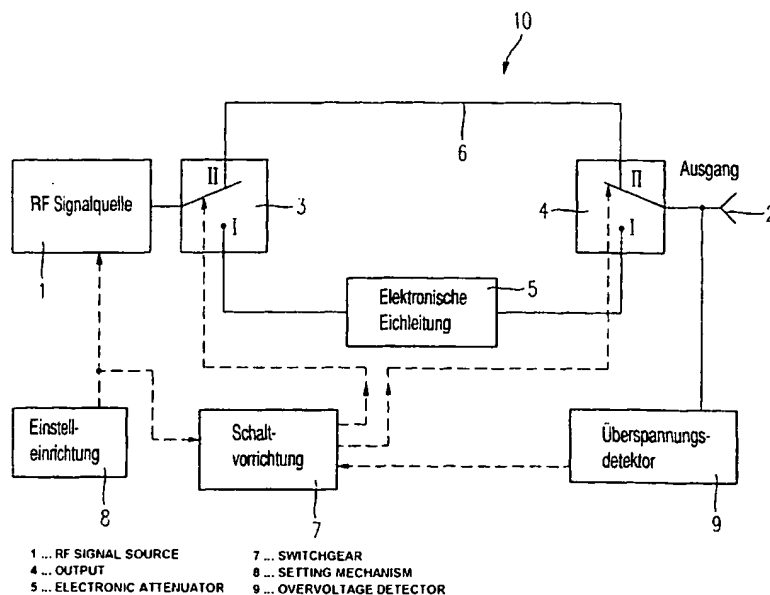 10
6
II
II
Ausgang
RF Signalquelle
3
4
2
I
I
1
Elektronische
Eichleitung
5
Einstell-
einrichtung
Schalt-
vorrichtung
Überspannungs-
detektor
8
7
9
1 ... RF SIGNAL SOURCE
4 ... OUTPUT
5 ... ELECTRONIC ATTENUATOR
7 ... SWITCHGEAR
8 ... SETTING MECHANISM
9 ... OVERVOLTAGE DETECTOR